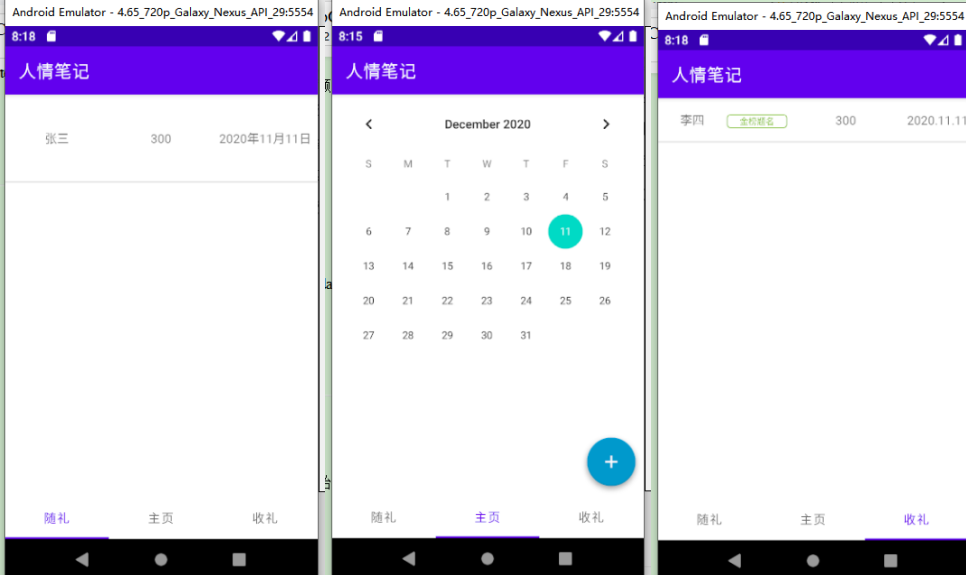 Android Emulator - 4.65_720p_Galaxy_Nexus_API_29:5554
8:18
人情笔记
张三 300 2020年11月11日
随礼 主页 收礼
Android Emulator - 4.65_720p_Galaxy_Nexus_API_29:5554
8:15
人情笔记
December 2020
S M T W T F S
1 2 3 4 5
6 7 8 9 10 11 12
13 14 15 16 17 18 19
20 21 22 23 24 25 26
27 28 29 30 31
随礼 主页 收礼
Android Emulator - 4.65_720p_Galaxy_Nexus_API_29:5554
8:18
人情笔记
李四 金榜题名 300 2020.11.11
随礼 主页 收礼